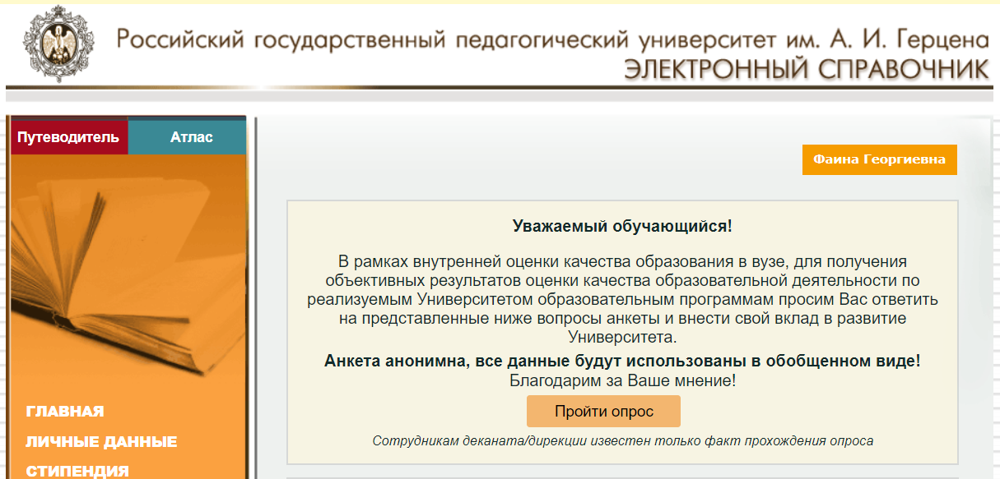 Российский государственный педагогический университет им. А. И. Герцена
ЭЛЕКТРОННЫЙ СПРАВОЧНИК
Путеводитель
Атлас
Фаина Георгиевна
Уважаемый обучающийся!
В рамках внутренней оценки качества образования в вузе, для получения
объективных результатов оценки качества образовательной деятельности по
реализуемым Университетом образовательным программам просим Вас ответить
на представленные ниже вопросы анкеты и внести свой вклад в развитие
Университета.
Анкета анонимна, все данные будут использованы в обобщенном виде!
Благодарим за Ваше мнение!
Пройти опрос
Сотрудникам деканата/дирекции известен только факт прохождения опроса
ГЛАВНАЯ
ЛИЧНЫЕ ДАННЫЕ
СТИПЕНДИЯ